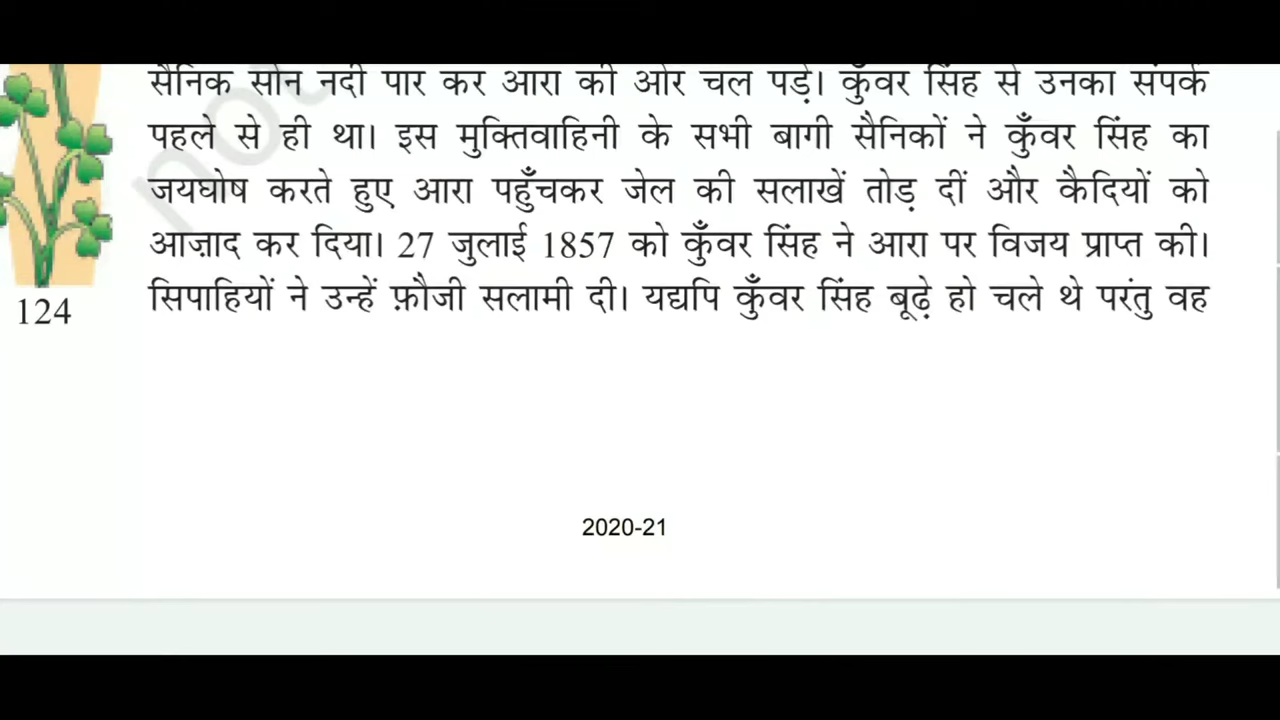 सैनिक सोन नदी पार कर आरा की ओर चल पड़े। कुँवर सिंह से उनका संपर्क
पहले से ही था। इस मुक्तिवाहिनी के सभी बागी सैनिकों ने कुँवर सिंह का
जयघोष करते हुए आरा पहुँचकर जेल की सलाखें तोड़ दीं और कैदियों को
आज़ाद कर दिया। 27 जुलाई 1857 को कुँवर सिंह ने आरा पर विजय प्राप्त की।
सिपाहियों ने उन्हें फ़ौजी सलामी दी। यद्यपि कुँवर सिंह बूढ़े हो चले थे परंतु वह
124
2020-21